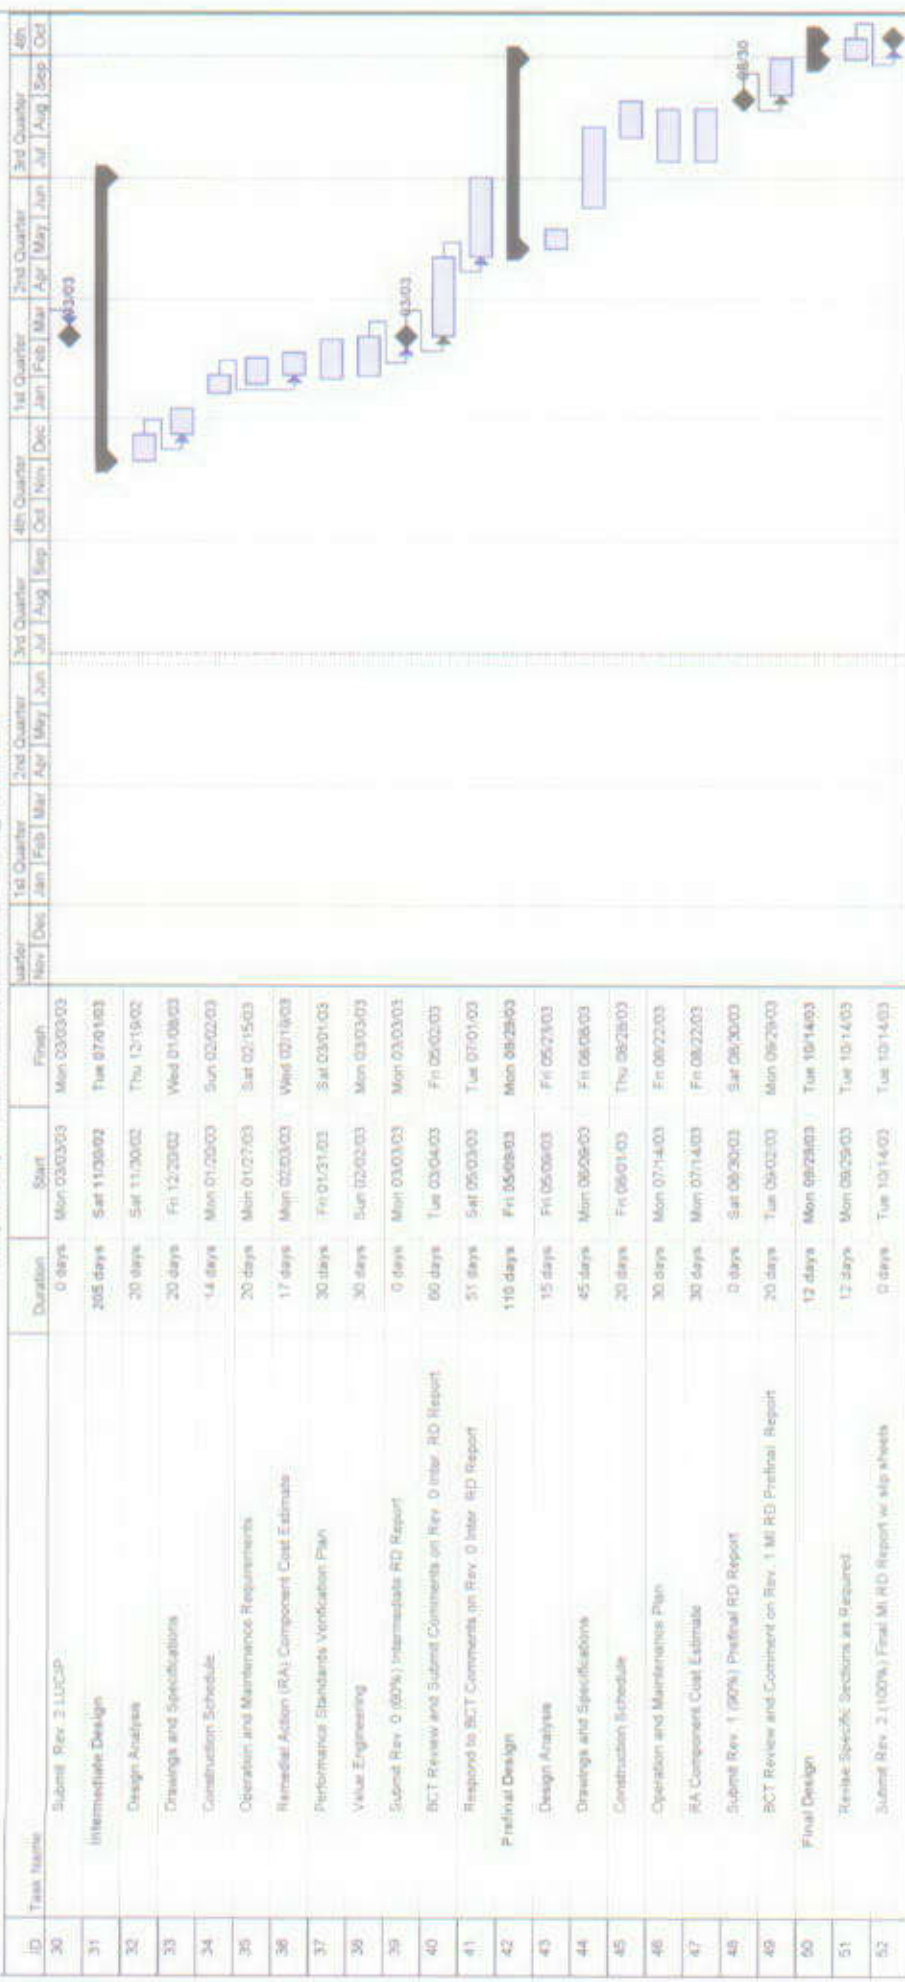 ID Task Name Duration Start Finish
uarter 1st Quarter 2nd Quarter 3rd Quarter 4th Quarter 1st Quarter 2nd Quarter 3rd Quarter 4th
Nov Dec Jan Feb Mar Apr May Jun Jul Aug Sep Oct Nov Dec Jan Feb Mar Apr May Jun Jul Aug Sep Oct
30 Submit Rev. 2 LUCIP 0 days Mon 03/03/03 Mon 03/03/03 03/03
31 Intermediate Design 205 days Sat 11/30/02 Tue 07/01/03
32 Design Analysis 20 days Sat 11/30/02 Thu 12/19/02
33 Drawings and Specifications 20 days Fri 12/20/02 Wed 01/08/03
34 Construction Schedule 14 days Mon 01/20/03 Sun 02/02/03
35 Operation and Maintenance Requirements 20 days Mon 01/27/03 Sat 02/15/03
36 Remedial Action (RA) Component Cost Estimate 17 days Mon 02/03/03 Wed 02/19/03
37 Performance Standards Verification Plan 30 days Fri 01/31/03 Sat 03/01/03
38 Value Engineering 30 days Sun 02/02/03 Mon 03/03/03
39 Submit Rev. 0 (60%) Intermediate RD Report 0 days Mon 03/03/03 Mon 03/03/03 03/03
40 BCT Review and Submit Comments on Rev. 0 Inter. RD Report 60 days Tue 03/04/03 Fri 05/02/03
41 Respond to BCT Comments on Rev. 0 Inter. RD Report 51 days Sat 05/03/03 Tue 07/01/03
42 Prefinal Design 110 days Fri 05/09/03 Mon 09/29/03
43 Design Analysis 15 days Fri 05/09/03 Fri 05/23/03
44 Drawings and Specifications 45 days Mon 06/09/03
45 Construction Schedule 20 days Fri 08/01/03 Thu 08/28/03
46 Operation and Maintenance Plan 30 days Mon 07/14/03 Fri 08/22/03
47 RA Component Cost Estimate 30 days Mon 07/14/03 Fri 08/22/03
48 Submit Rev. 1 (90%) Prefinal RD Report 0 days Sat 08/30/03 Sat 08/30/03 08/30
49 BCT Review and Comment on Rev. 1 MI RD Prefinal Report 20 days Tue 09/02/03 Mon 09/29/03
50 Final Design 12 days Mon 09/29/03 Tue 10/14/03
51 Revise Specific Sections as Required 12 days Mon 09/29/03 Tue 10/14/03
52 Submit Rev. 2 (100%) Final MI RD Report w/ slip sheets 0 days Tue 10/14/03 Tue 10/14/03